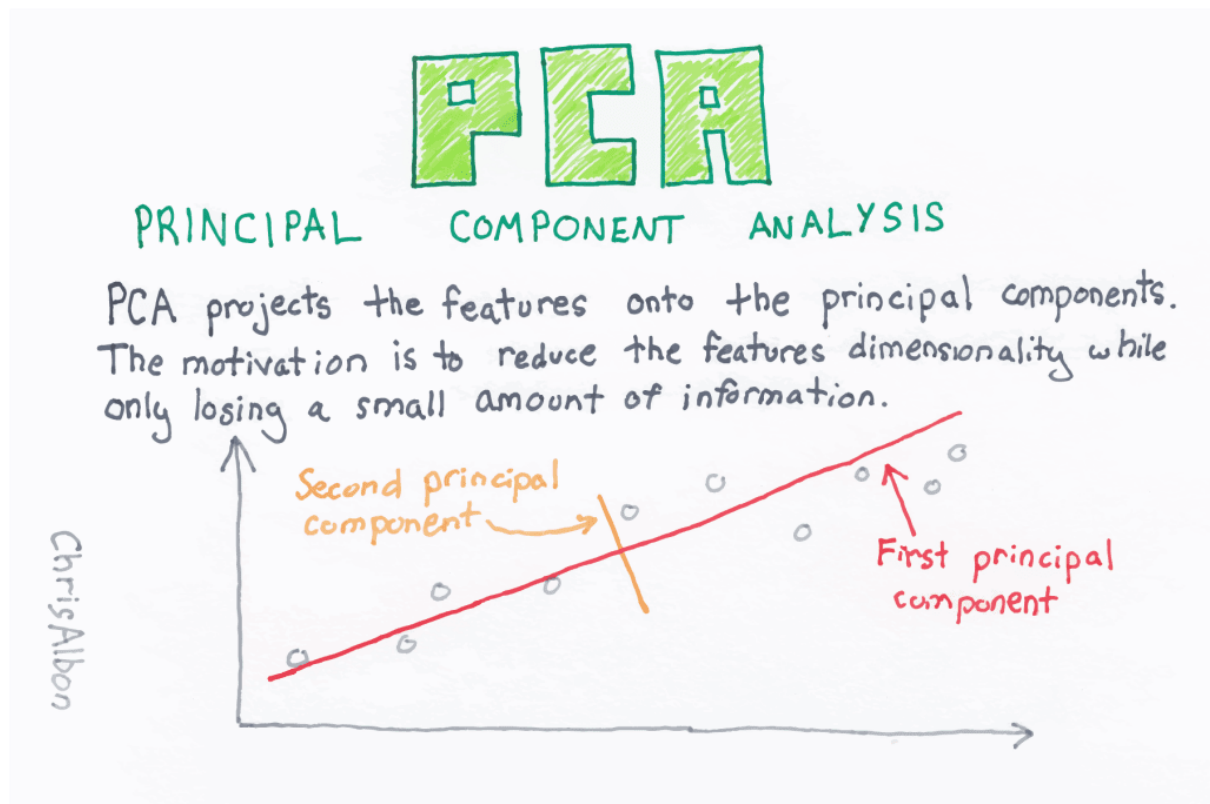 PCA
PRINCIPAL COMPONENT ANALYSIS
PCA projects the features onto the principal components.
The motivation is to reduce the features dimensionality while
only losing a small amount of information.
Second principal
component
First principal
component
ChrisAlbon